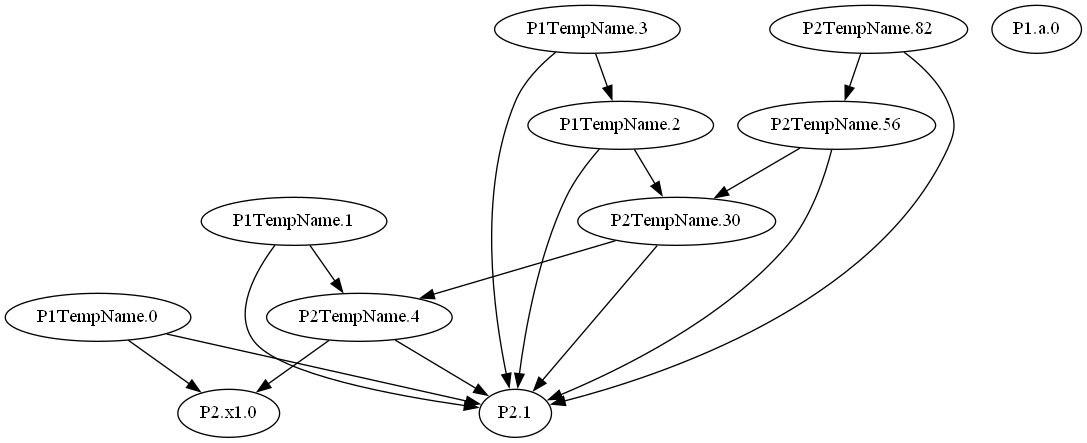 P1TempName.3
P2TempName.82
P1.a.0
P1TempName.2
P2TempName.56
P1TempName.1
P2TempName.30
P1TempName.0
P2TempName.4
P2.x1.0
P2.1